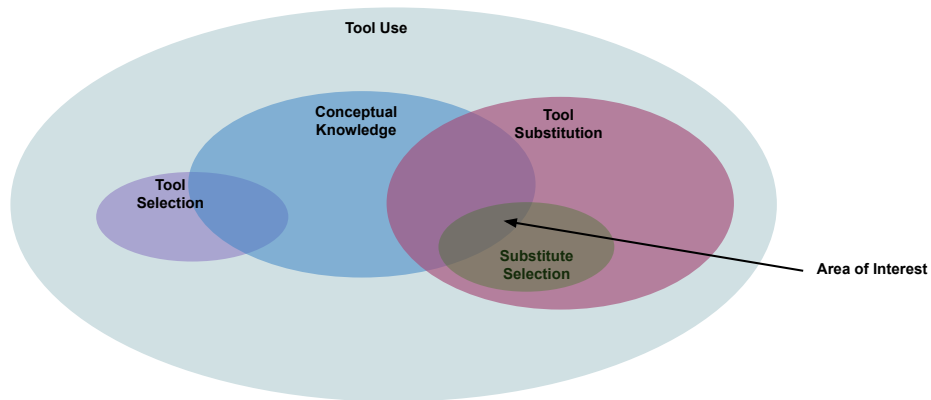 Tool Use
Conceptual
Knowledge
Tool
Substitution
Tool
Selection
Substitute
Selection
Area of Interest